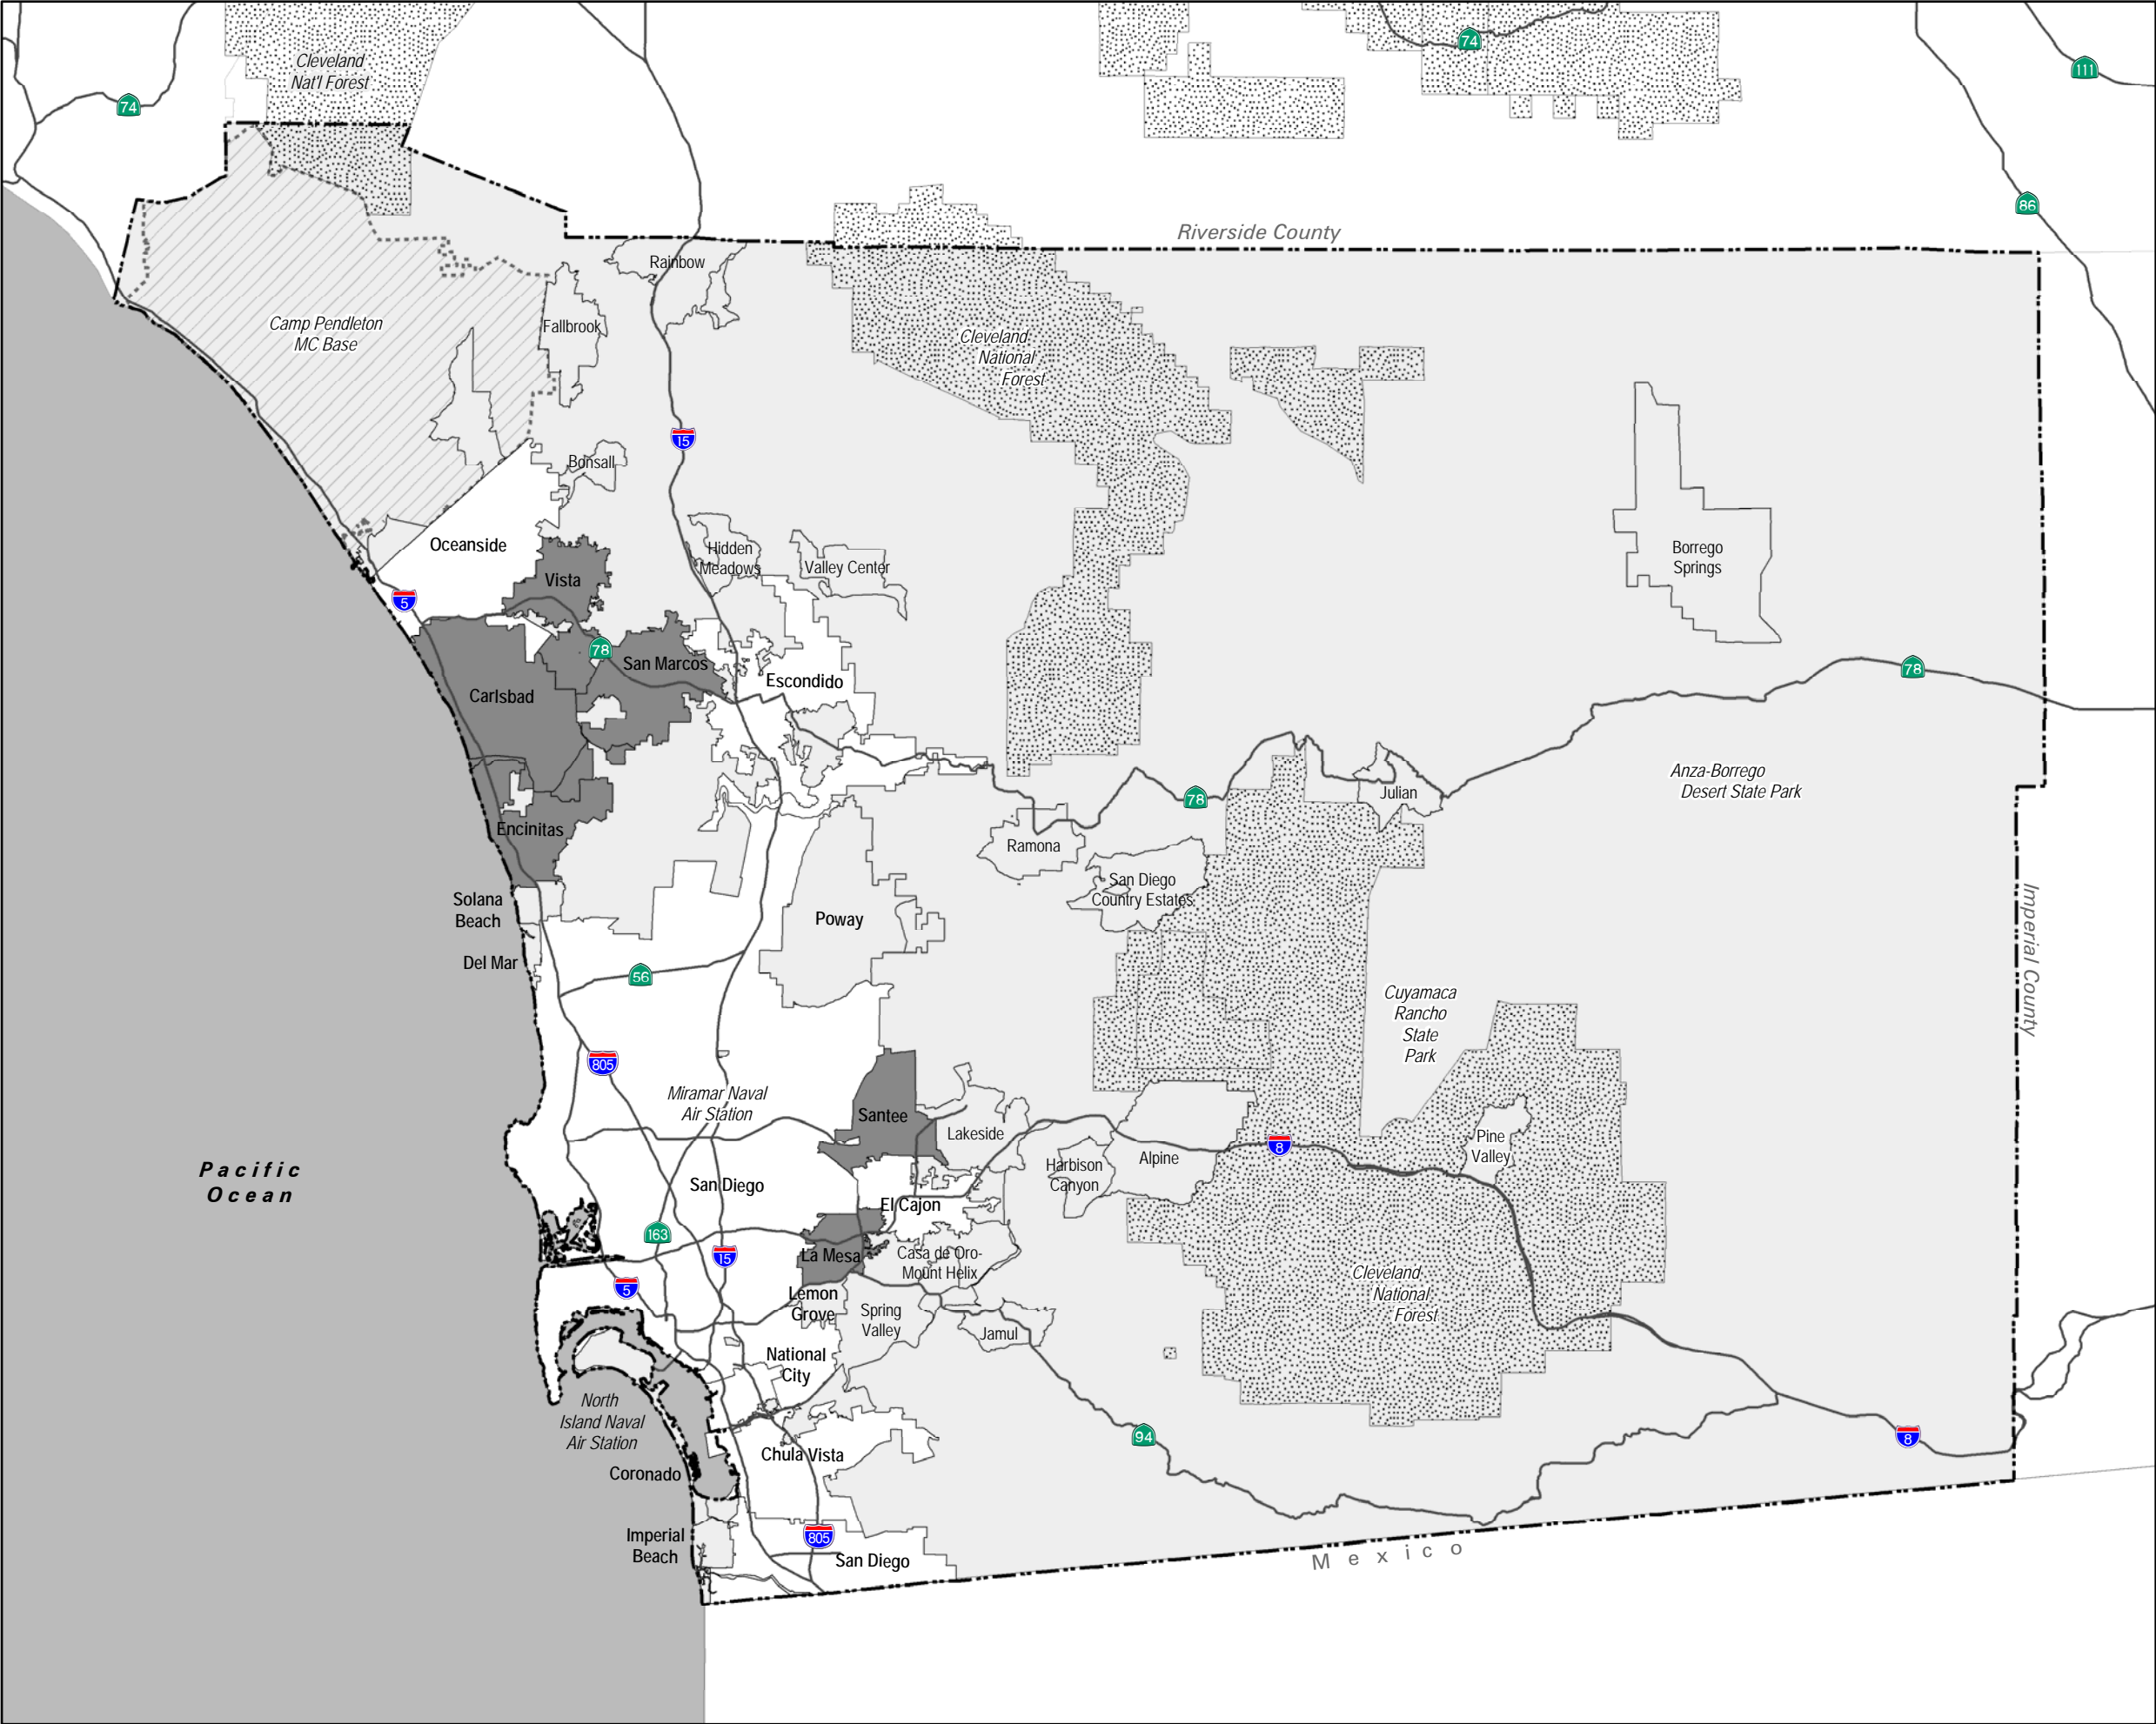 74
111
Cleveland
Nat'l Forest
74
86
Riverside County
Rainbow
Camp Pendleton
MC Base
Fallbrook
Cleveland
National
Forest
15
Bonsall
Oceanside
Hidden
Meadows
Valley Center
Borrego
Springs
Vista
5
78
San Marcos
Escondido
78
Carlsbad
Anza-Borrego
Desert State Park
78
Julian
Encinitas
Ramona
San Diego
Country Estates
Solana
Beach
Poway
Imperial County
Del Mar
56
Cuyamaca
Rancho
State
Park
805
Miramar Naval
Air Station
Santee
Lakeside
Pine
Valley
8
Pacific
Ocean
Harbison
Canyon
Alpine
San Diego
El Cajon
163
15
La Mesa
Casa de Oro-
Mount Helix
5
Lemon
Grove
Cleveland
National
Forest
Spring
Valley
Jamul
National
City
North
Island Naval
Air Station
94
8
Chula Vista
Coronado
Imperial
Beach
805
San Diego
Mexico